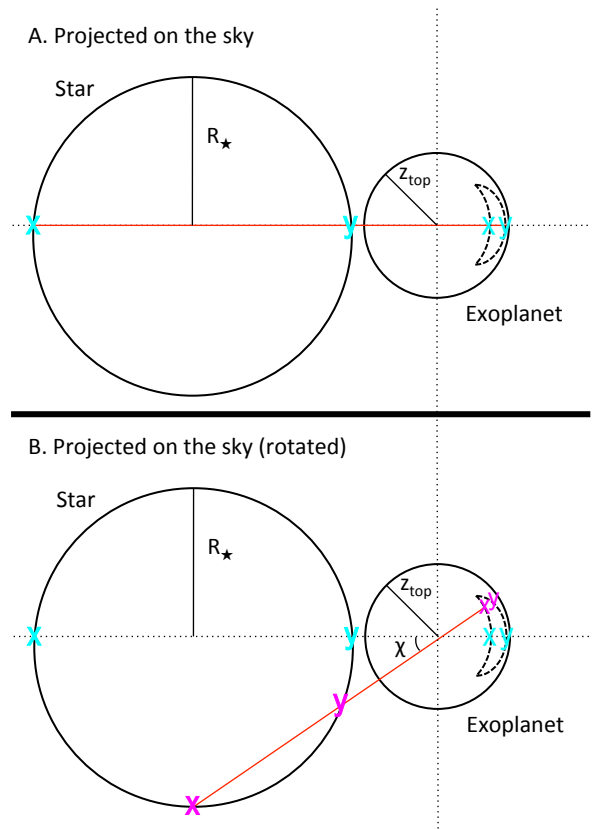 A. Projected on the sky
Star
R★
z_top
x y x y
Exoplanet
B. Projected on the sky (rotated)
Star
R★
z_top
x y
x y χ x y
y
Exoplanet
x